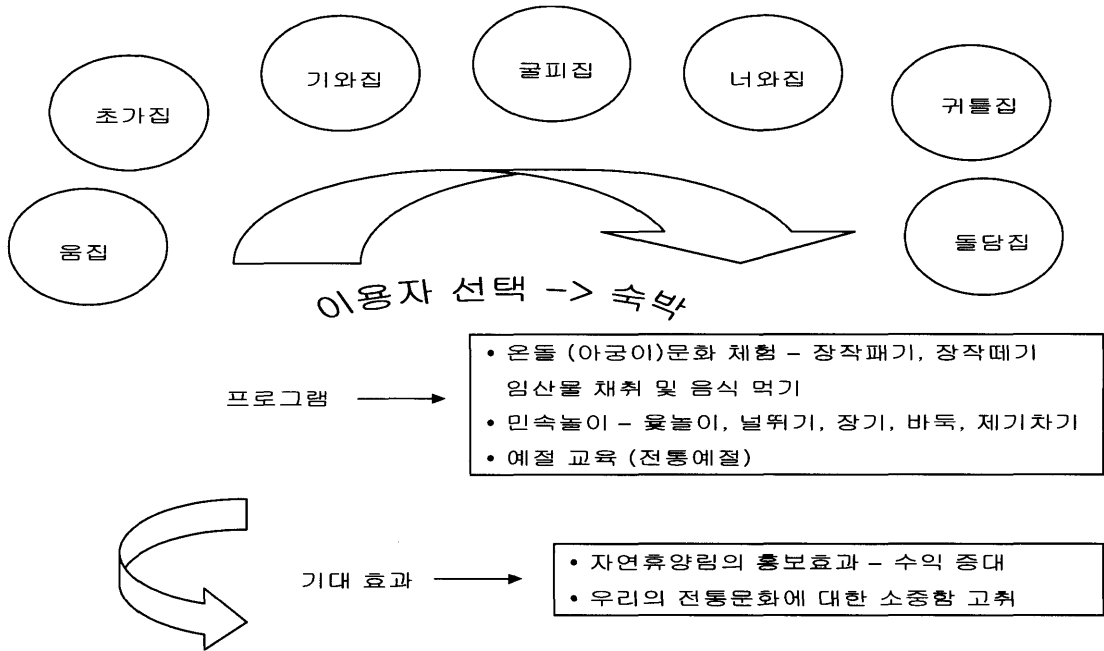 움집
초가집
기와집
굴피집
너와집
귀틀집
돌담집
이용자 선택 -> 숙박
프로그램
• 온돌 (아궁이)문화 체험 – 장작패기, 장작떼기
임산물 채취 및 음식 먹기
• 민속놀이 – 윷놀이, 널뛰기, 장기, 바둑, 제기차기
• 예절 교육 (전통예절)
기대 효과
• 자연휴양림의 홍보효과 – 수익 증대
• 우리의 전통문화에 대한 소중함 고취